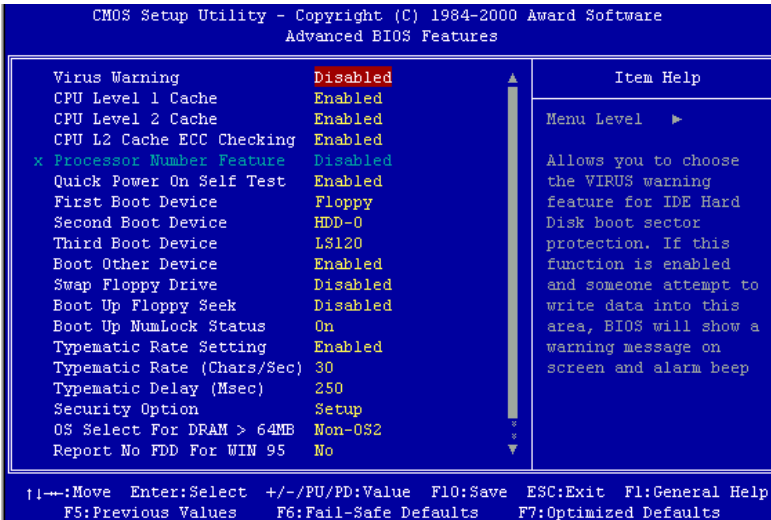 CMOS Setup Utility - Copyright (C) 1984-2000 Award Software
Advanced BIOS Features
Virus Warning Disabled
CPU Level 1 Cache Enabled
CPU Level 2 Cache Enabled
CPU L2 Cache ECC Checking Enabled
x Processor Number Feature Disabled
Quick Power On Self Test Enabled
First Boot Device Floppy
Second Boot Device HDD-0
Third Boot Device LS120
Boot Other Device Enabled
Swap Floppy Drive Disabled
Boot Up Floppy Seek Disabled
Boot Up NumLock Status On
Typematic Rate Setting Enabled
Typematic Rate (Chars/Sec) 30
Typematic Delay (Msec) 250
Security Option Setup
OS Select For DRAM > 64MB Non-OS2
Report No FDD For WIN 95 No
Item Help
Menu Level ►
Allows you to choose
the VIRUS warning
feature for IDE Hard
Disk boot sector
protection. If this
function is enabled
and someone attempt to
write data into this
area, BIOS will show a
warning message on
screen and alarm beep
↑↓→←:Move Enter:Select +/-/PU/PD:Value F10:Save ESC:Exit F1:General Help
F5:Previous Values F6:Fail-Safe Defaults F7:Optimized Defaults